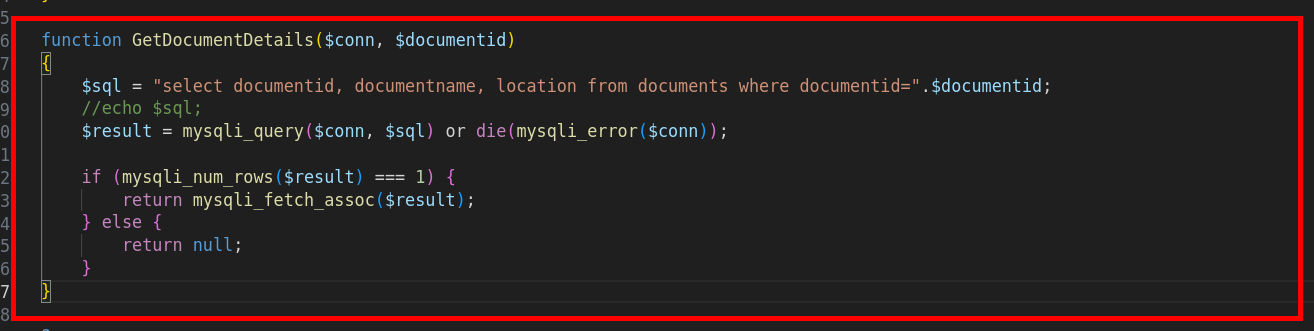 5
6 function GetDocumentDetails($conn, $documentid)
7 {
8 $sql = "select documentid, documentname, location from documents where documentid=".$documentid;
9 //echo $sql;
0 $result = mysqli_query($conn, $sql) or die(mysqli_error($conn));
1
2 if (mysqli_num_rows($result) === 1) {
3 return mysqli_fetch_assoc($result);
4 } else {
5 return null;
6 }
7 }
8